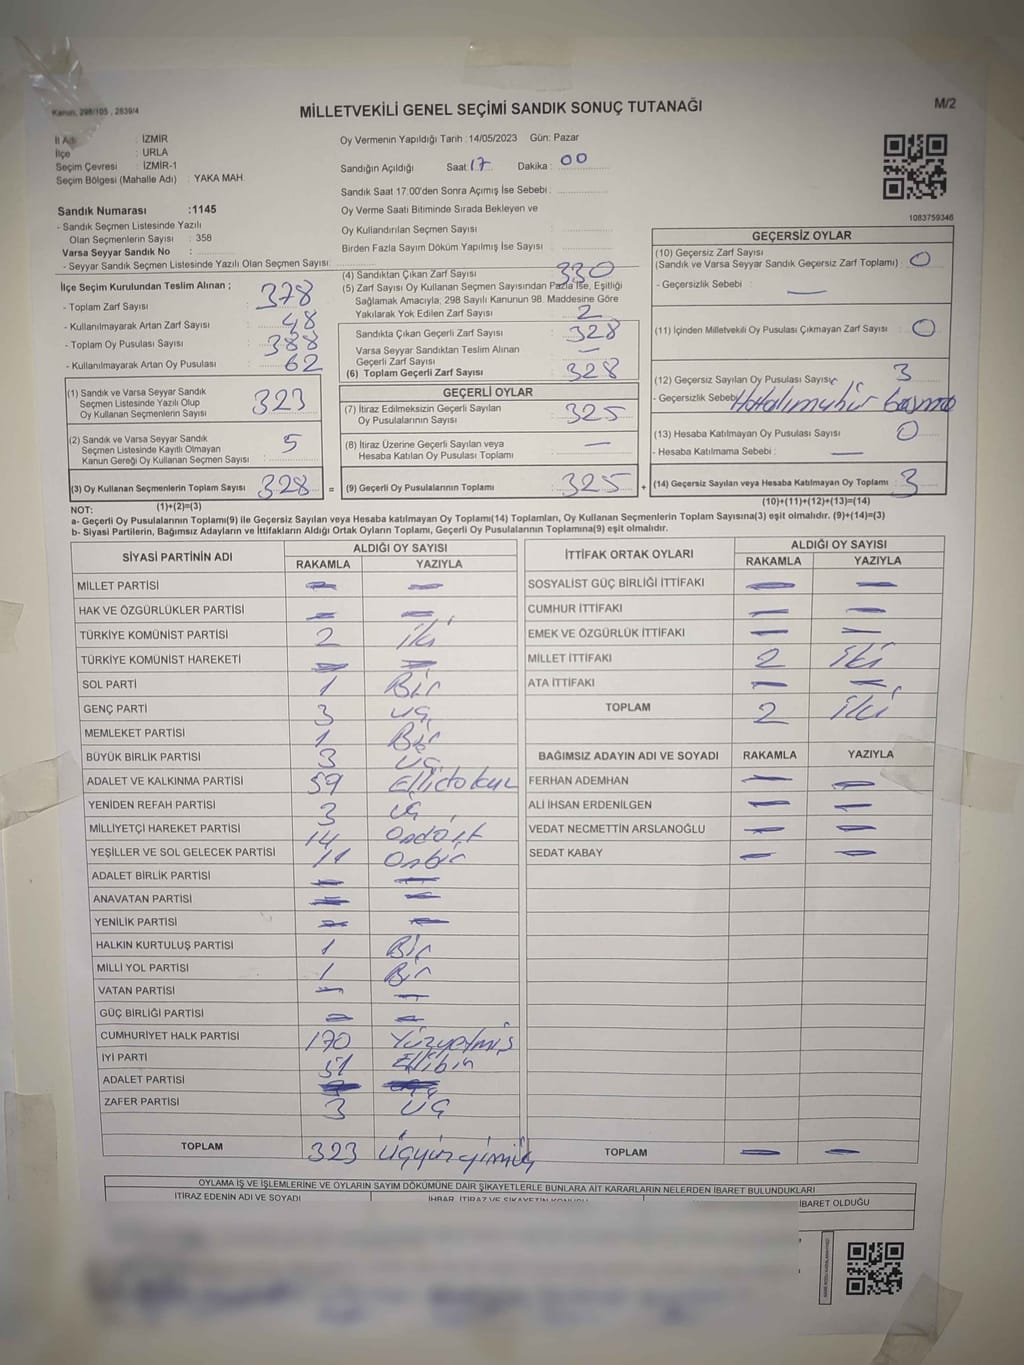 Kanun, 298/105 , 2839/4
MİLLETVEKİLİ GENEL SEÇİMİ SANDIK SONUÇ TUTANAĞI
M/2
İl Adı : İZMİR
İlçe : URLA
Seçim Çevresi : İZMİR-1
Seçim Bölgesi (Mahalle Adı) : YAKA MAH.
Oy Vermenin Yapıldığı Tarih :14/05/2023 Gün: Pazar
Sandığın Açıldığı Saat: 17 Dakika: 00
Sandık Saat 17:00'den Sonra Açımış İse Sebebi :
Oy Verme Saati Bitiminde Sırada Bekleyen ve
Oy Kullandırılan Seçmen Sayısı :
Birden Fazla Sayım Döküm Yapılmış İse Sayısı :
1083759346
Sandık Numarası :1145
- Sandık Seçmen Listesinde Yazılı
Olan Seçmenlerin Sayısı : 358
Varsa Seyyar Sandık No :
- Seyyar Sandık Seçmen Listesinde Yazılı Olan Seçmen Sayısı:
İlçe Seçim Kurulundan Teslim Alınan ;
- Toplam Zarf Sayısı : 378
- Kullanılmayarak Artan Zarf Sayısı : 48
- Toplam Oy Pusulası Sayısı : 388
- Kullanılmayarak Artan Oy Pusulası : 62
(1) Sandık ve Varsa Seyyar Sandık
Seçmen Listesinde Yazılı Olup
Oy Kullanan Seçmenlerin Sayısı : 323
(2) Sandık ve Varsa Seyyar Sandık
Seçmen Listesinde Kayıtlı Olmayan
Kanun Gereği Oy Kullanan Seçmen Sayısı : 5
(3) Oy Kullanan Seçmenlerin Toplam Sayısı : 328 =
(1)+(2)=(3)
(4) Sandıktan Çıkan Zarf Sayısı : 330
(5) Zarf Sayısı Oy Kullanan Seçmen Sayısından Fazla İse, Eşitliği
Sağlamak Amacıyla; 298 Sayılı Kanunun 98. Maddesine Göre
Yakılarak Yok Edilen Zarf Sayısı : 2
Sandıkta Çıkan Geçerli Zarf Sayısı : 328
Varsa Seyyar Sandıktan Teslim Alınan
Geçerli Zarf Sayısı : —
(6) Toplam Geçerli Zarf Sayısı : 328
GEÇERLİ OYLAR
(7) İtiraz Edilmeksizin Geçerli Sayılan
Oy Pusulalarının Sayısı : 325
(8) İtiraz Üzerine Geçerli Sayılan veya
Hesaba Katılan Oy Pusulası Toplamı : —
(9) Geçerli Oy Pusulalarının Toplamı : 325 +
GEÇERSİZ OYLAR
(10) Geçersiz Zarf Sayısı
(Sandık ve Varsa Seyyar Sandık Geçersiz Zarf Toplamı) : 0
- Geçersizlik Sebebi : —
(11) İçinden Milletvekili Oy Pusulası Çıkmayan Zarf Sayısı : 0
(12) Geçersiz Sayılan Oy Pusulası Sayısı : 3
- Geçersizlik Sebebi : Hatalı mühür basma
(13) Hesaba Katılmayan Oy Pusulası Sayısı : 0
- Hesaba Katılmama Sebebi : —
(14) Geçersiz Sayılan veya Hesaba Katılmayan Oy Toplamı : 3
(10)+(11)+(12)+(13)=(14)
NOT:
a- Geçerli Oy Pusulalarının Toplamı(9) ile Geçersiz Sayılan veya Hesaba katılmayan Oy Toplamı(14) Toplamları, Oy Kullanan Seçmenlerin Toplam Sayısına(3) eşit olmalıdır. (9)+(14)=(3)
b- Siyasi Partilerin, Bağımsız Adayların ve İttifakların Aldığı Ortak Oyların Toplamı, Geçerli Oy Pusulalarının Toplamına(9) eşit olmalıdır.
SİYASİ PARTİNİN ADI ALDIĞI OY SAYISI
RAKAMLA YAZIYLA
MİLLET PARTİSİ — —
HAK VE ÖZGÜRLÜKLER PARTİSİ — —
TÜRKİYE KOMÜNİST PARTİSİ 2 iki
TÜRKİYE KOMÜNİST HAREKETİ — —
SOL PARTİ 1 Bir
GENÇ PARTİ 3 üç
MEMLEKET PARTİSİ 1 Bir
BÜYÜK BİRLİK PARTİSİ 3 üç
ADALET VE KALKINMA PARTİSİ 59 Ellidokuz
YENİDEN REFAH PARTİSİ 3 üç
MİLLİYETÇİ HAREKET PARTİSİ 14 Ondört
YEŞİLLER VE SOL GELECEK PARTİSİ 11 Onbir
ADALET BİRLİK PARTİSİ — —
ANAVATAN PARTİSİ — —
YENİLİK PARTİSİ — —
HALKIN KURTULUŞ PARTİSİ 1 Bir
MİLLİ YOL PARTİSİ 1 Bir
VATAN PARTİSİ — —
GÜÇ BİRLİĞİ PARTİSİ — —
CUMHURİYET HALK PARTİSİ 170 Yüzyetmiş
İYİ PARTİ 51 Ellibir
ADALET PARTİSİ
ZAFER PARTİSİ 3 üç
TOPLAM 323 üçyüzyirmiüç
İTTİFAK ORTAK OYLARI ALDIĞI OY SAYISI
RAKAMLA YAZIYLA
SOSYALİST GÜÇ BİRLİĞİ İTTİFAKI — —
CUMHUR İTTİFAKI — —
EMEK VE ÖZGÜRLÜK İTTİFAKI — —
MİLLET İTTİFAKI 2 iki
ATA İTTİFAKI — —
TOPLAM 2 iki
BAĞIMSIZ ADAYIN ADI VE SOYADI RAKAMLA YAZIYLA
FERHAN ADEMHAN — —
ALİ İHSAN ERDENİLGEN — —
VEDAT NECMETTİN ARSLANOĞLU — —
SEDAT KABAY — —
TOPLAM — —
OYLAMA İŞ VE İŞLEMLERİNE VE OYLARIN SAYIM DÖKÜMÜNE DAİR ŞİKAYETLERLE BUNLARA AİT KARARLARIN NELERDEN İBARET BULUNDUKLARI
İTİRAZ EDENİN ADI VE SOYADI İHBAR, İTİRAZ VE ŞİKAYETİN KONUSU İBARET OLDUĞU